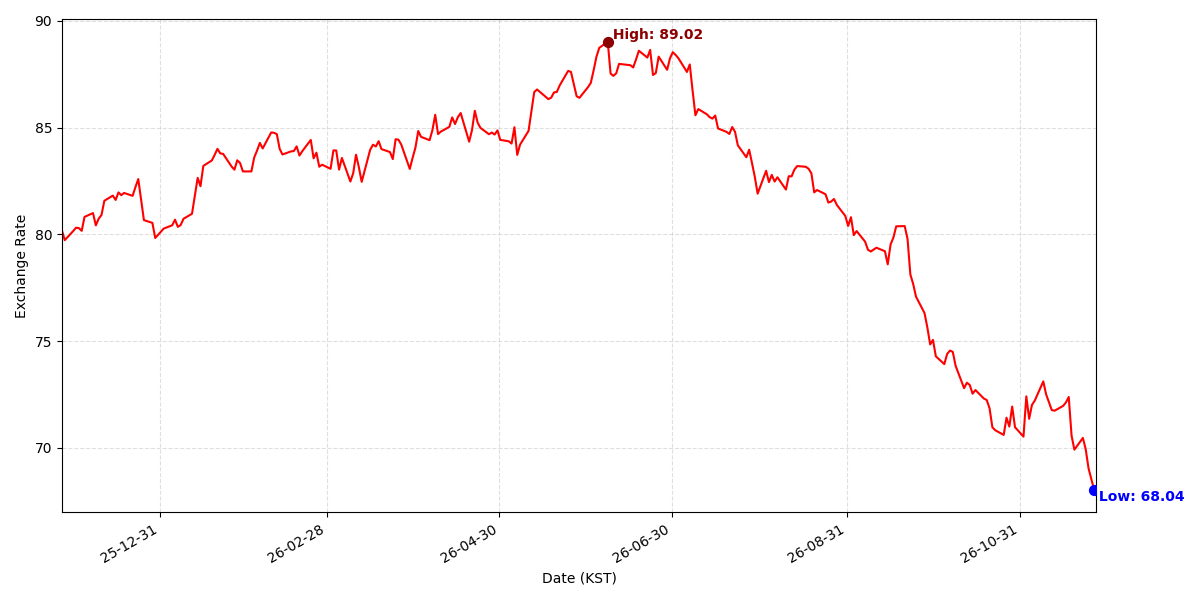 90
High: 89.02
85
80
75
70
Low: 68.04
Exchange Rate
25-12-31
26-02-28
26-04-30
26-06-30
26-08-31
26-10-31
Date (KST)